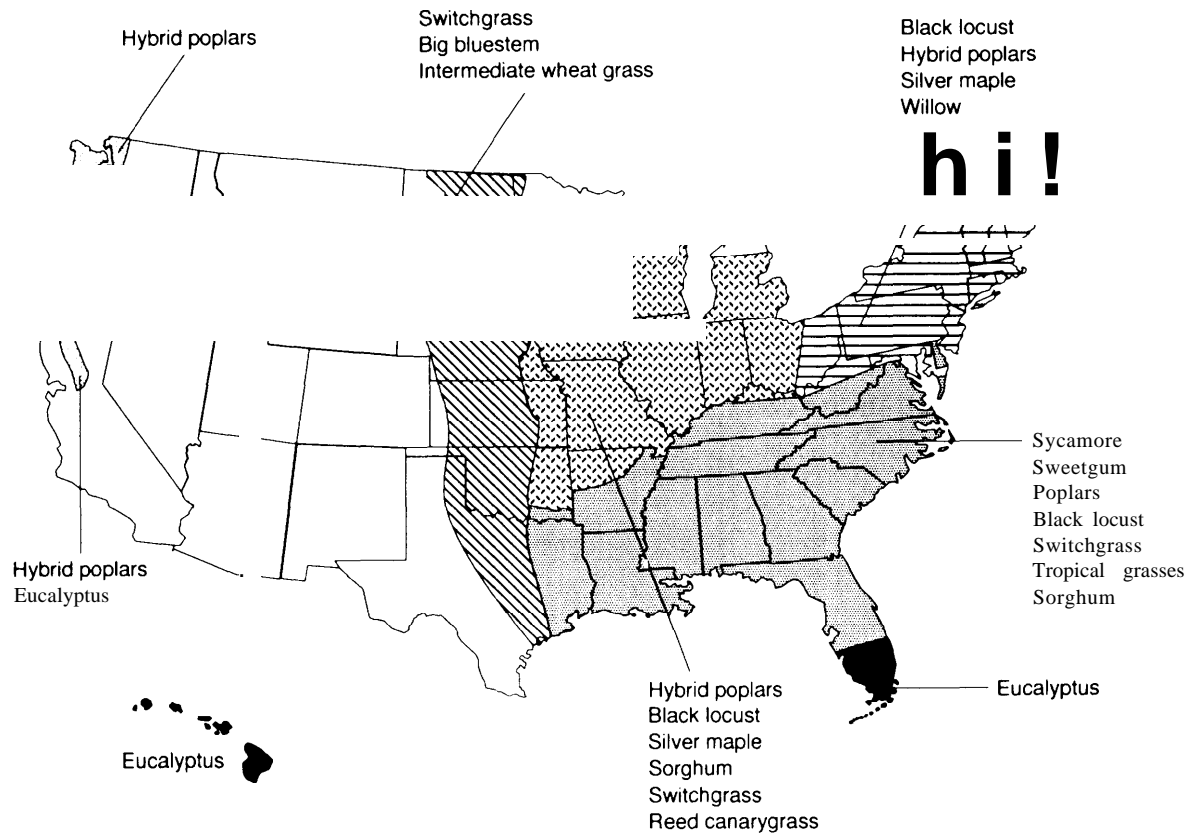 Hybrid poplars
Switchgrass
Big bluestem
Intermediate wheat grass
Black locust
Hybrid poplars
Silver maple
Willow
hi!
Sycamore
Sweetgum
Poplars
Black locust
Switchgrass
Tropical grasses
Sorghum
Hybrid poplars
Eucalyptus
Hybrid poplars
Black locust
Silver maple
Sorghum
Switchgrass
Reed canarygrass
Eucalyptus
Eucalyptus